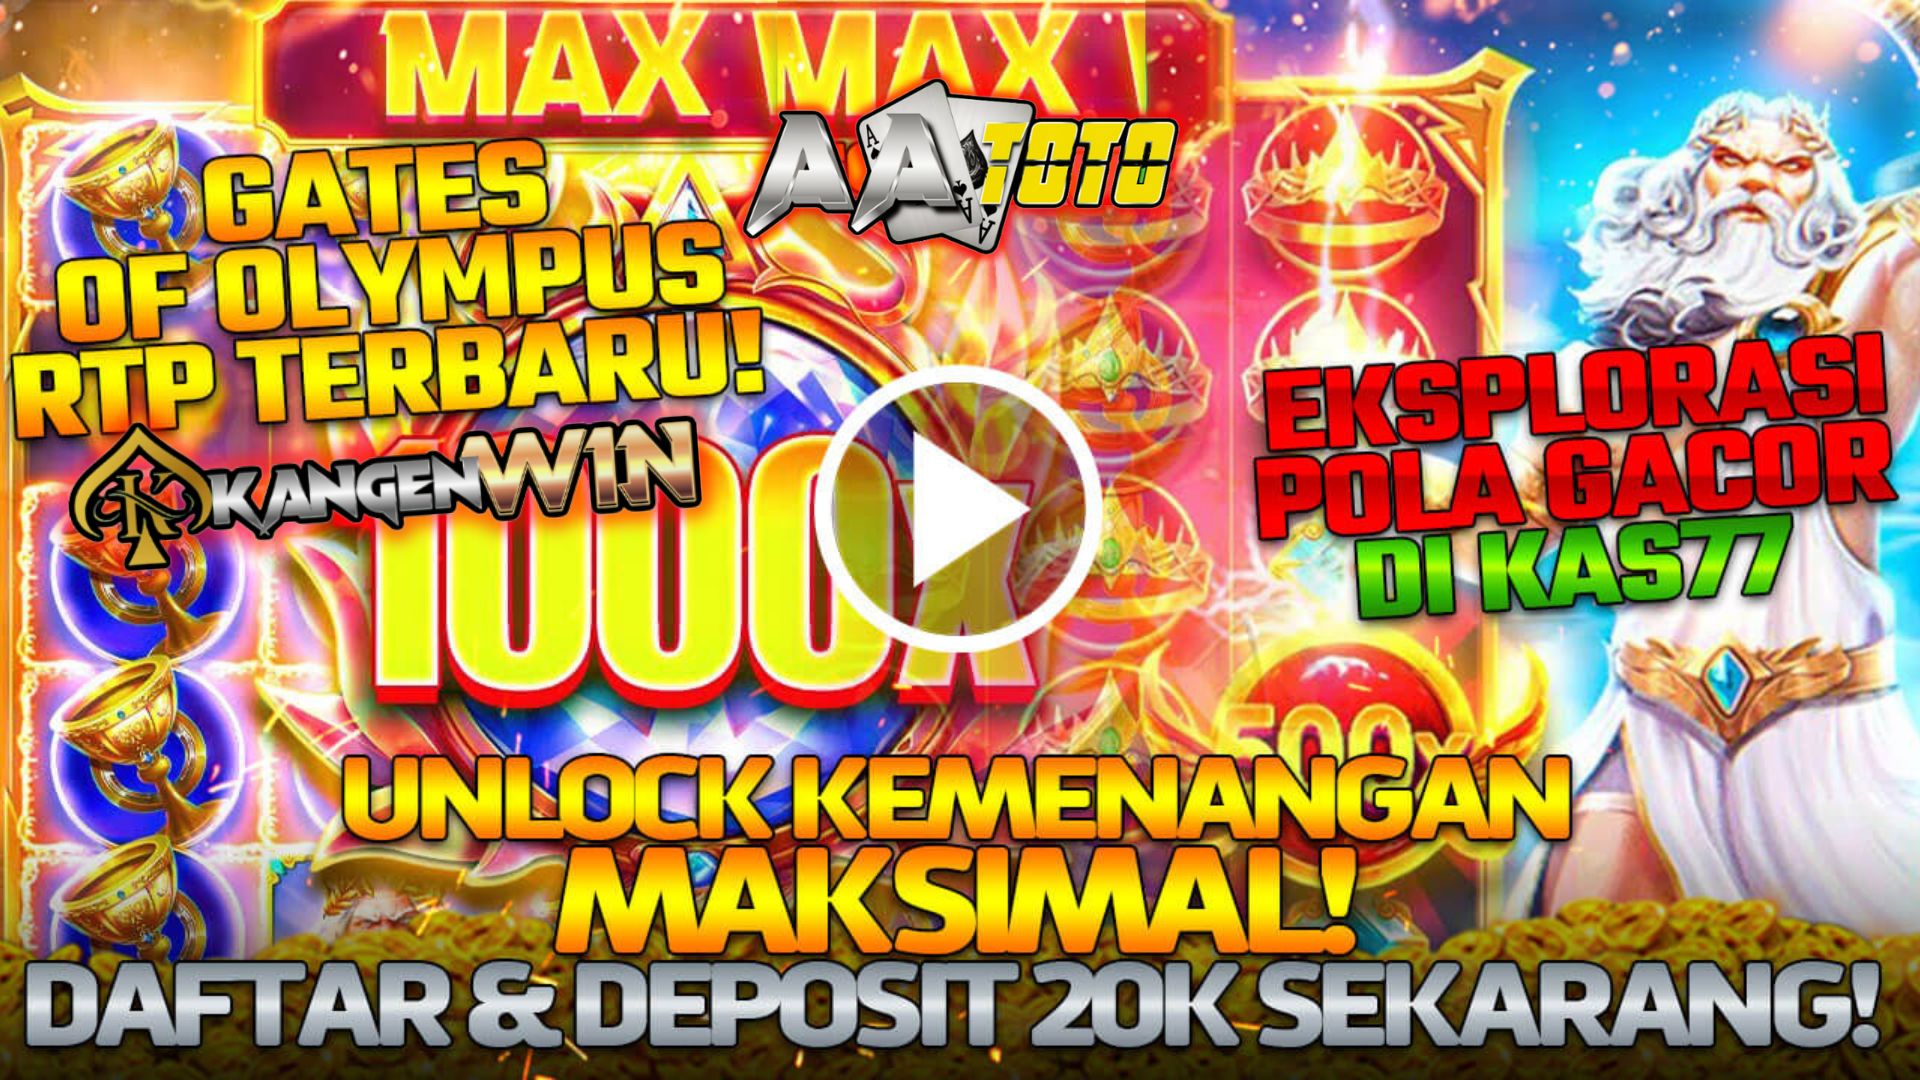 MAX MAX
AATOTO
GATES
OF OLYMPUS
RTP TERBARU!
KANGENW1N
1000X
EKSPLORASI
POLA GACOR
DI KAS77
500x
UNLOCK KEMENANGAN
MAKSIMAL!
DAFTAR & DEPOSIT 20K SEKARANG!